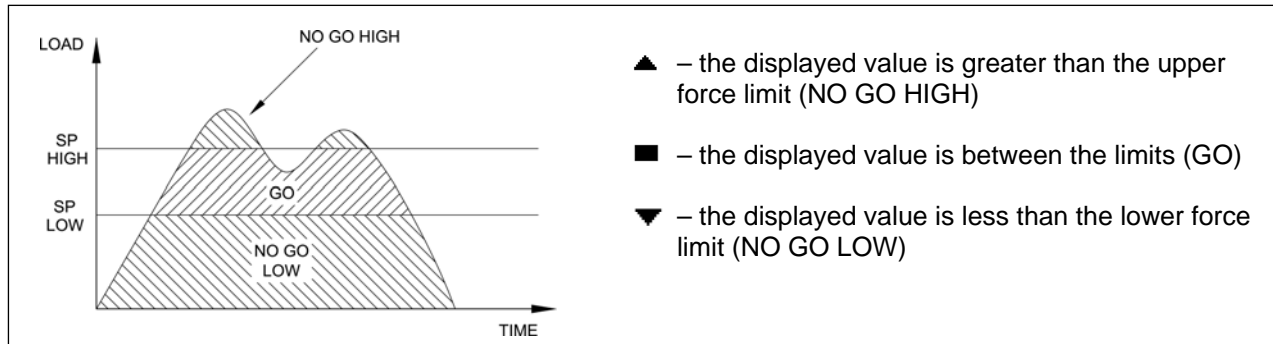 LOAD
NO GO HIGH
SP
HIGH
GO
SP
LOW
NO GO
LOW
TIME
– the displayed value is greater than the upper
force limit (NO GO HIGH)
– the displayed value is between the limits (GO)
– the displayed value is less than the lower force
limit (NO GO LOW)